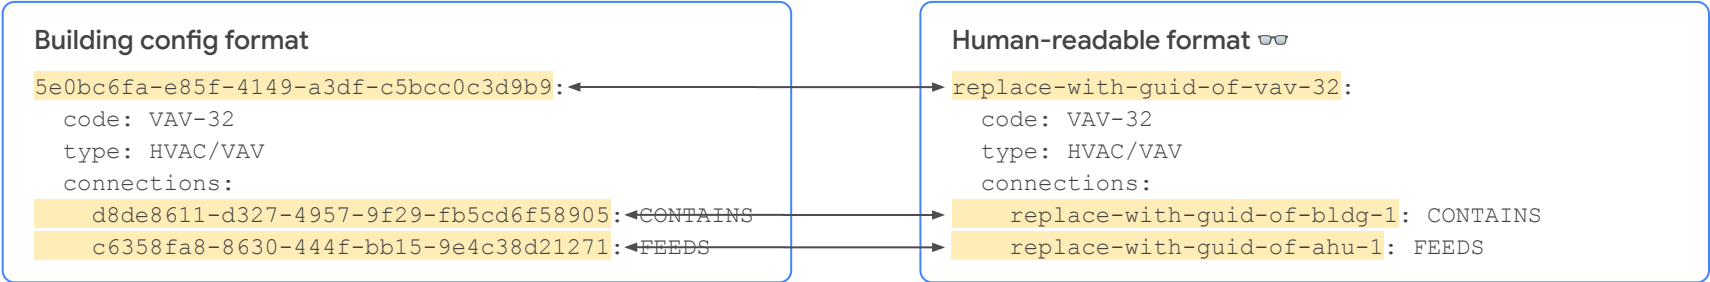 Building config format
5e0bc6fa-e85f-4149-a3df-c5bcc0c3d9b9:
  code: VAV-32
  type: HVAC/VAV
  connections:
    d8de8611-d327-4957-9f29-fb5cd6f58905: CONTAINS
    c6358fa8-8630-444f-bb15-9e4c38d21271: FEEDS
Human-readable format 👓
replace-with-guid-of-vav-32:
  code: VAV-32
  type: HVAC/VAV
  connections:
    replace-with-guid-of-bldg-1: CONTAINS
    replace-with-guid-of-ahu-1: FEEDS